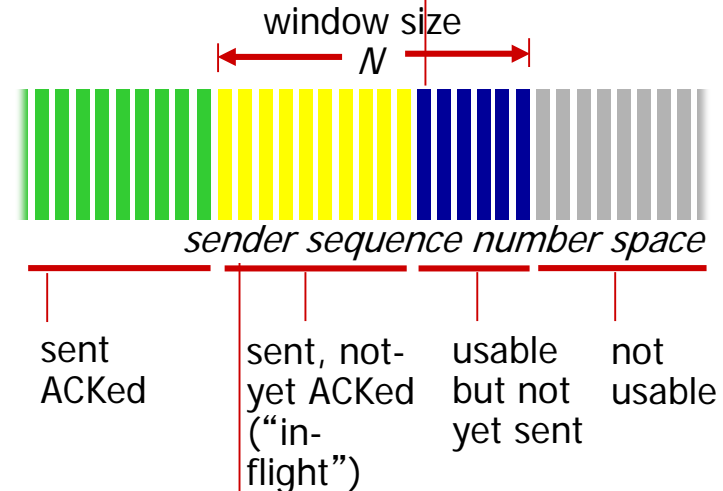 window size
N
sender sequence number space
sent
ACKed
sent, not-
yet ACKed
(“in-
flight”)
usable
but not
yet sent
not
usable